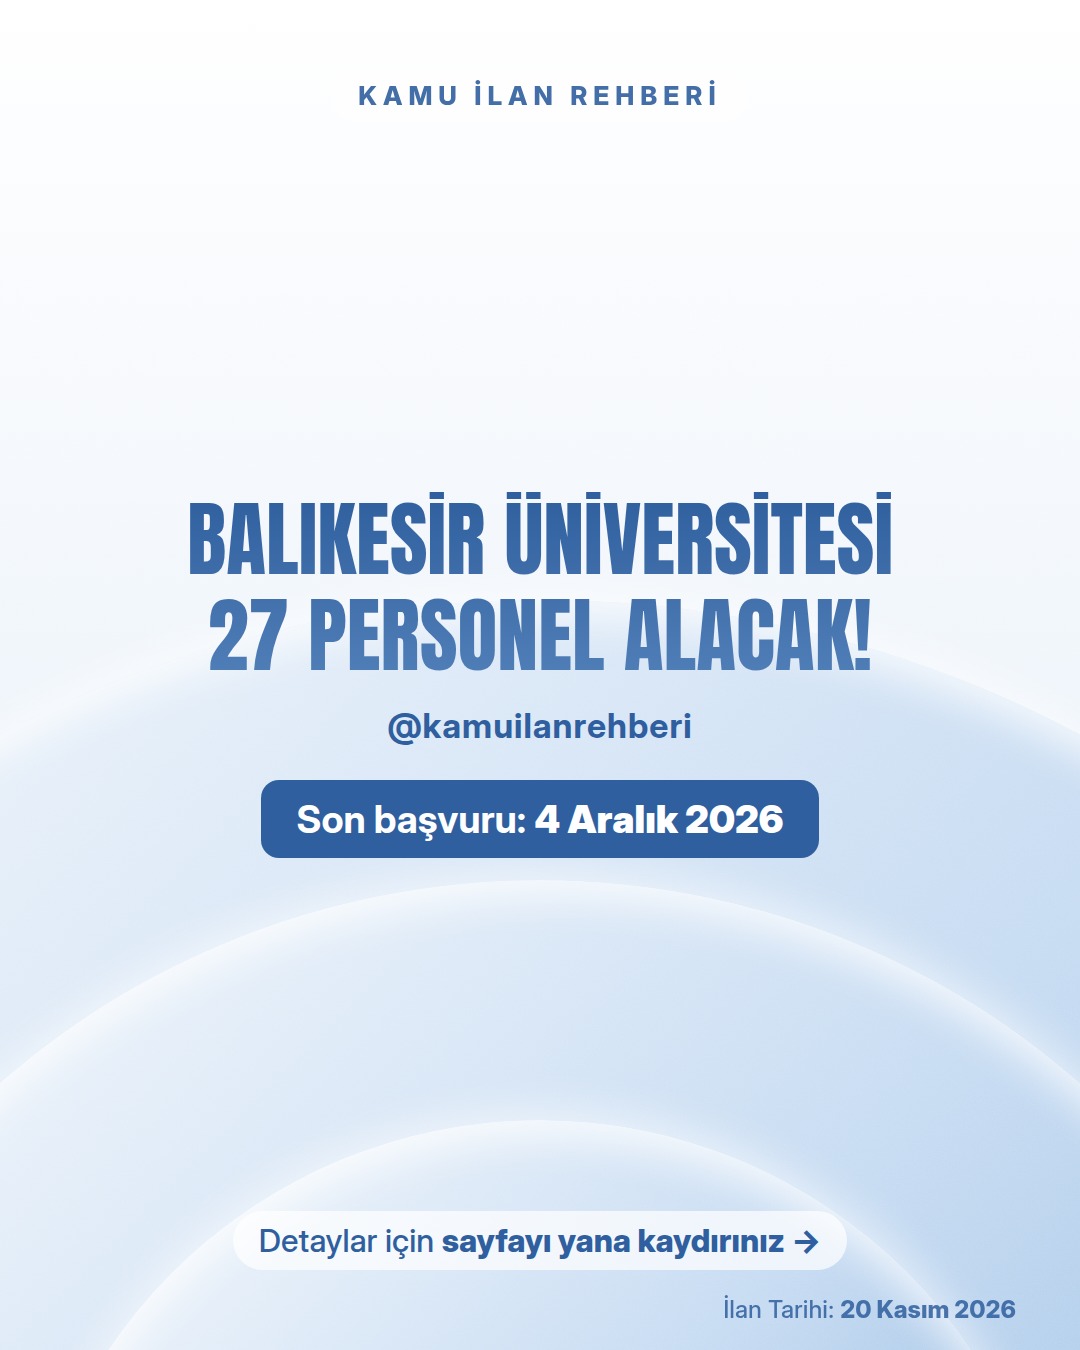 KAMU İLAN REHBERİ
BALIKESİR ÜNİVERSİTESİ
27 PERSONEL ALACAK!
@kamuilanrehberi
Son başvuru: 4 Aralık 2026
Detaylar için sayfayı yana kaydırınız →
İlan Tarihi: 20 Kasım 2026